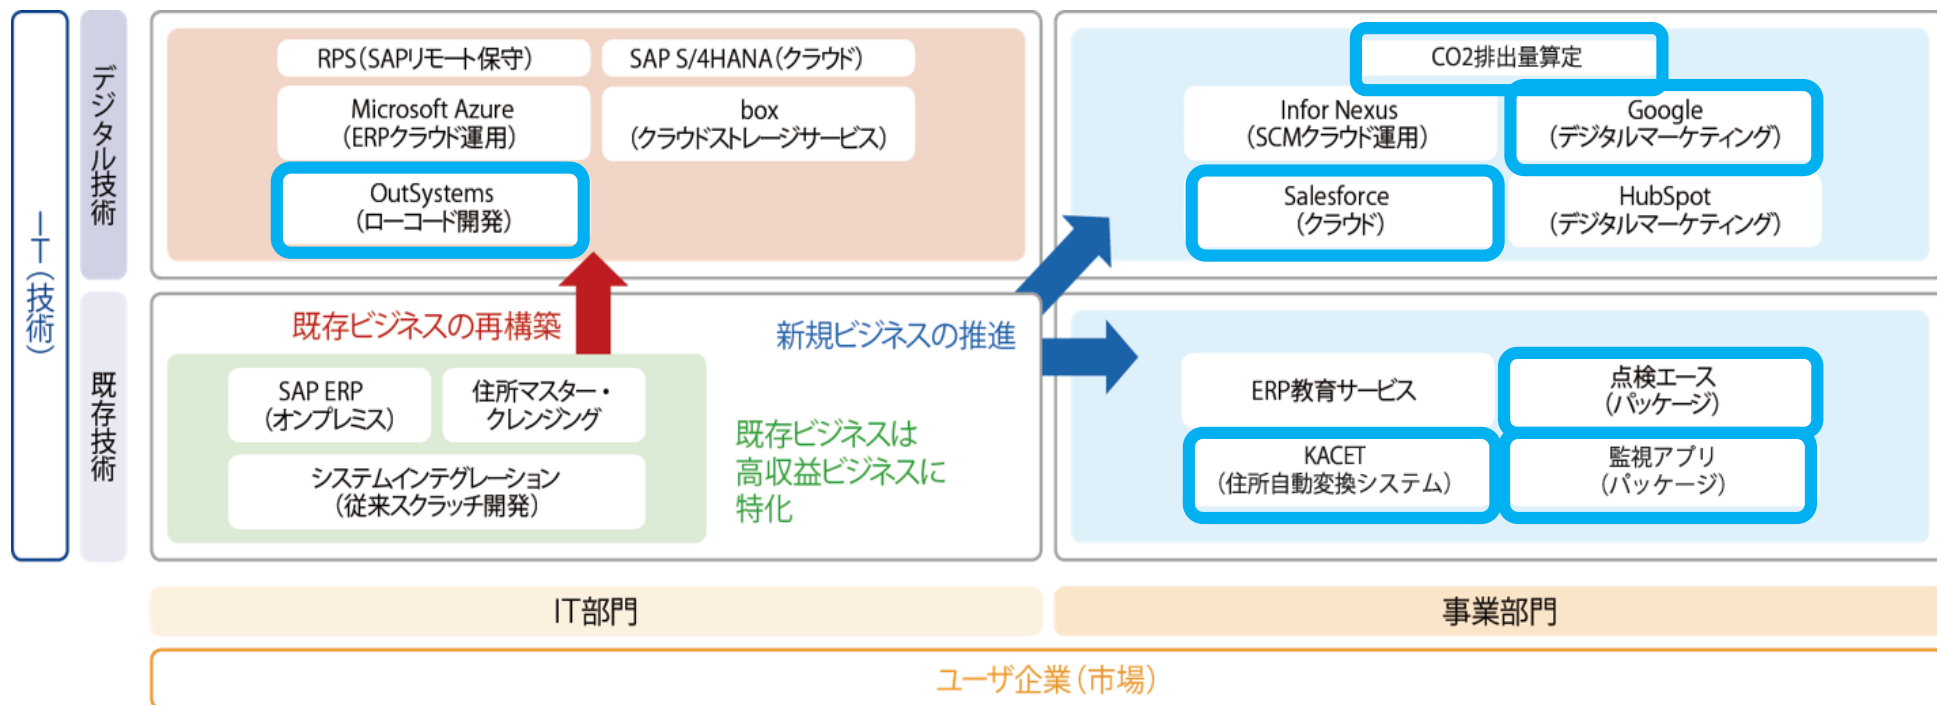 IT（技術）
デジタル技術
RPS（SAPリモート保守）
SAP S/4HANA（クラウド）
Microsoft Azure
（ERPクラウド運用）
box
（クラウドストレージサービス）
OutSystems
（ローコード開発）
CO2排出量算定
Infor Nexus
（SCMクラウド運用）
Google
（デジタルマーケティング）
Salesforce
（クラウド）
HubSpot
（デジタルマーケティング）
既存技術
既存ビジネスの再構築
新規ビジネスの推進
SAP ERP
（オンプレミス）
住所マスター・
クレンジング
システムインテグレーション
（従来スクラッチ開発）
既存ビジネスは
高収益ビジネスに
特化
ERP教育サービス
点検エース
（パッケージ）
KACET
（住所自動変換システム）
監視アプリ
（パッケージ）
IT部門
事業部門
ユーザ企業（市場）